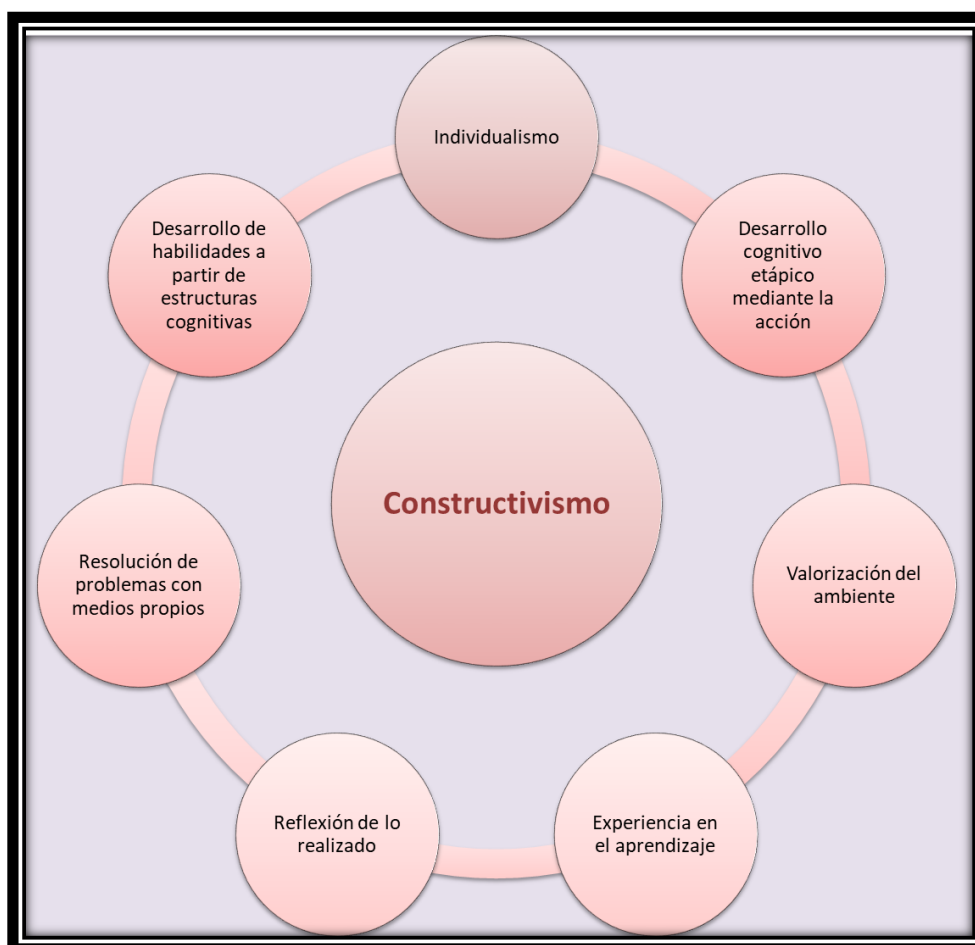 Individualismo
Desarrollo
cognitivo
etápico
mediante la
acción
Valorización del
ambiente
Experiencia en
el aprendizaje
Reflexión de lo
realizado
Resolución de
problemas con
medios propios
Desarrollo de
habilidades a
partir de
estructuras
cognitivas
Constructivismo